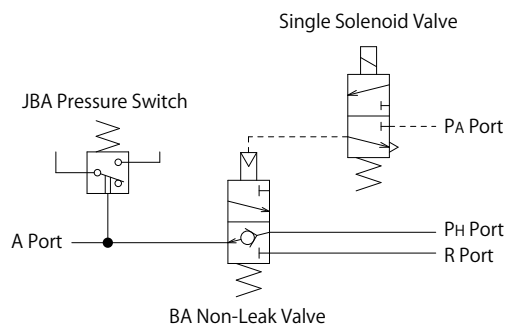 Single Solenoid Valve
JBA Pressure Switch
PA Port
A Port
PH Port
R Port
BA Non-Leak Valve